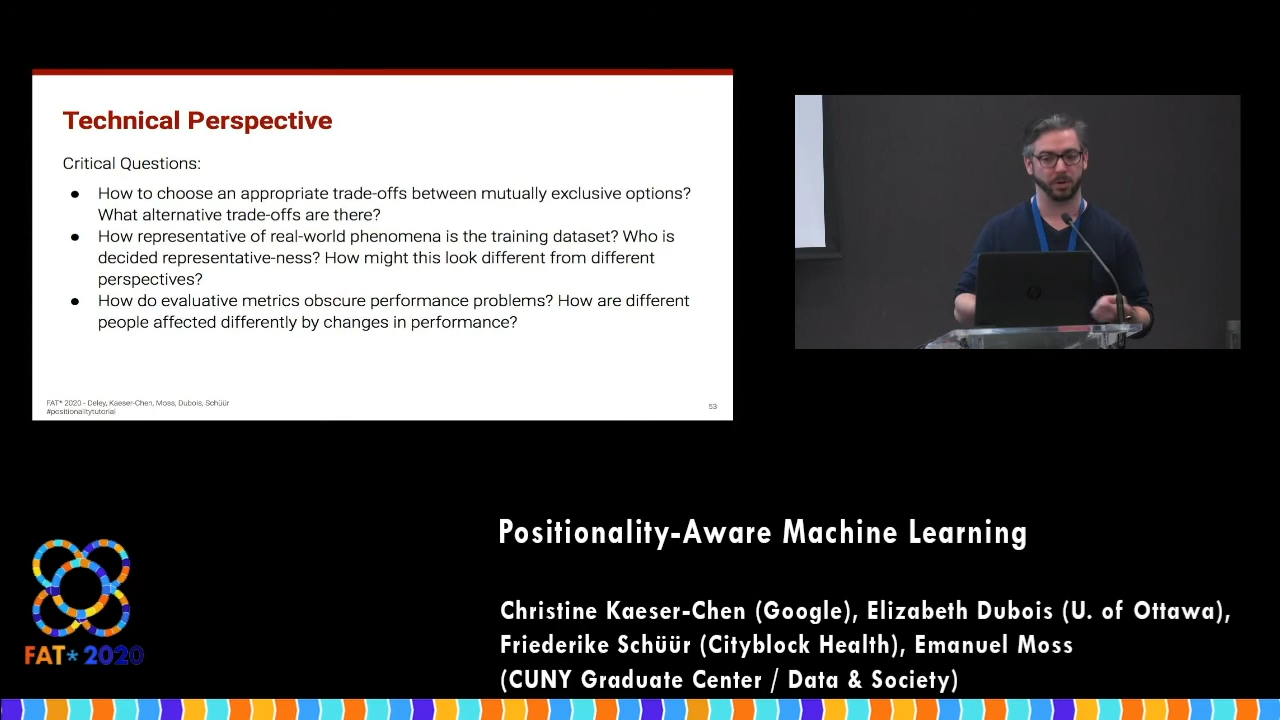 Technical Perspective
Critical Questions:
● How to choose an appropriate trade-offs between mutually exclusive options?
What alternative trade-offs are there?
● How representative of real-world phenomena is the training dataset? Who is
decided representative-ness? How might this look different from different
perspectives?
● How do evaluative metrics obscure performance problems? How are different
people affected differently by changes in performance?
FAT* 2020 - Deley, Kaeser-Chen, Moss, Dubois, Schüür
#positionalitytutorial
53
Positionality-Aware Machine Learning
Christine Kaeser-Chen (Google), Elizabeth Dubois (U. of Ottawa),
Friederike Schüür (Cityblock Health), Emanuel Moss
(CUNY Graduate Center / Data & Society)
FAT* 2020